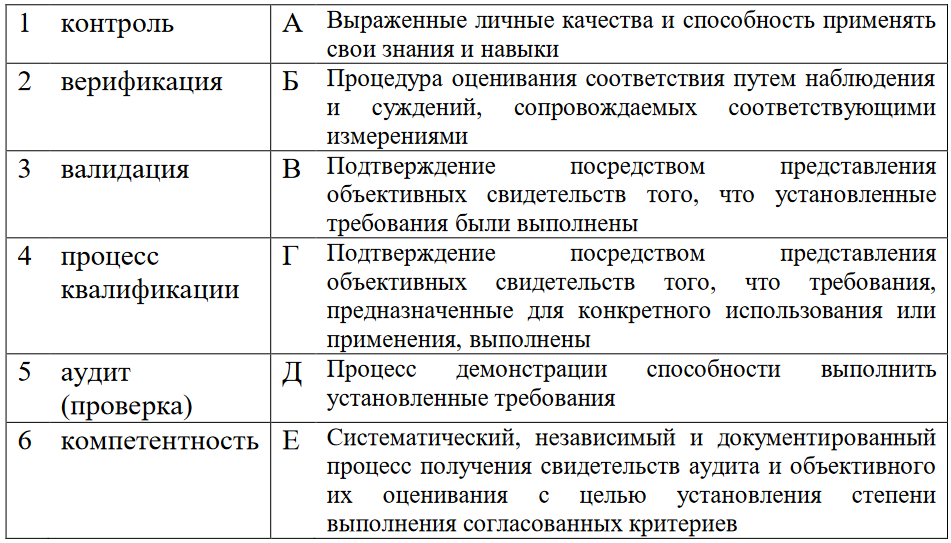 1 контроль А Выраженные личные качества и способность применять
свои знания и навыки
2 верификация Б Процедура оценивания соответствия путем наблюдения
и суждений, сопровождаемых соответствующими
измерениями
3 валидация В Подтверждение посредством представления
объективных свидетельств того, что установленные
требования были выполнены
4 процесс Г Подтверждение посредством представления
квалификации объективных свидетельств того, что требования,
предназначенные для конкретного использования или
применения, выполнены
5 аудит Д Процесс демонстрации способности выполнить
(проверка) установленные требования
6 компетентность Е Систематический, независимый и документированный
процесс получения свидетельств аудита и объективного
их оценивания с целью установления степени
выполнения согласованных критериев